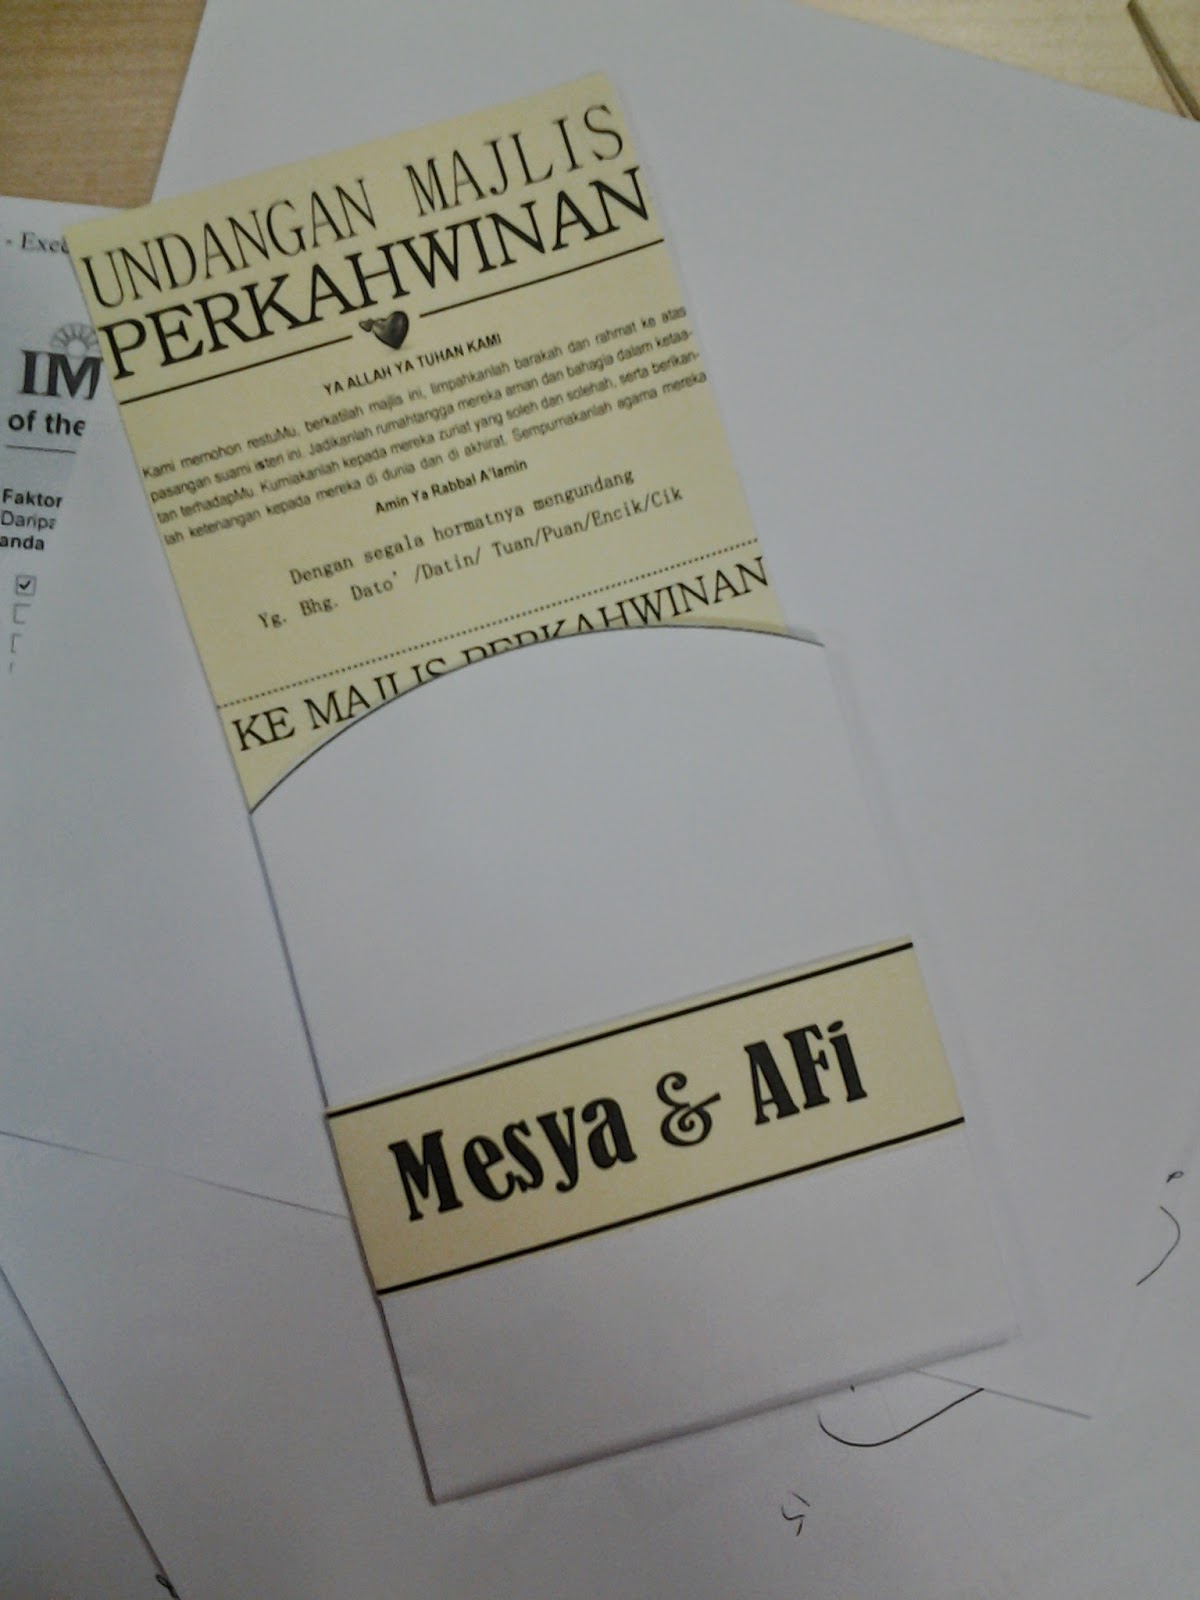 UNDANGAN MAJLIS
PERKAHWINAN
YA ALLAH YA TUHAN KAMI
Kami memohon restuMu, berkatilah majlis ini, limpahkanlah barakah dan rahmat ke atas
pasangan suami isteri ini. Jadikanlah rumahtangga mereka aman dan bahagia dalam ketaa-
tan terhadapMu. Kurniakanlah kepada mereka zuriat yang soleh dan solehah, serta berikan-
lah ketenangan kepada mereka di dunia dan di akhirat. Sempurnakanlah agama mereka
Amin Ya Rabbal A'lamin
Dengan segala hormatnya mengundang
Yg. Bhg. Dato' /Datin/ Tuan/Puan/Encik/Cik
KE MAJLIS PERKAHWINAN
Mesya & AFi
- Exec
IM
of the
Faktor
Daripa
anda